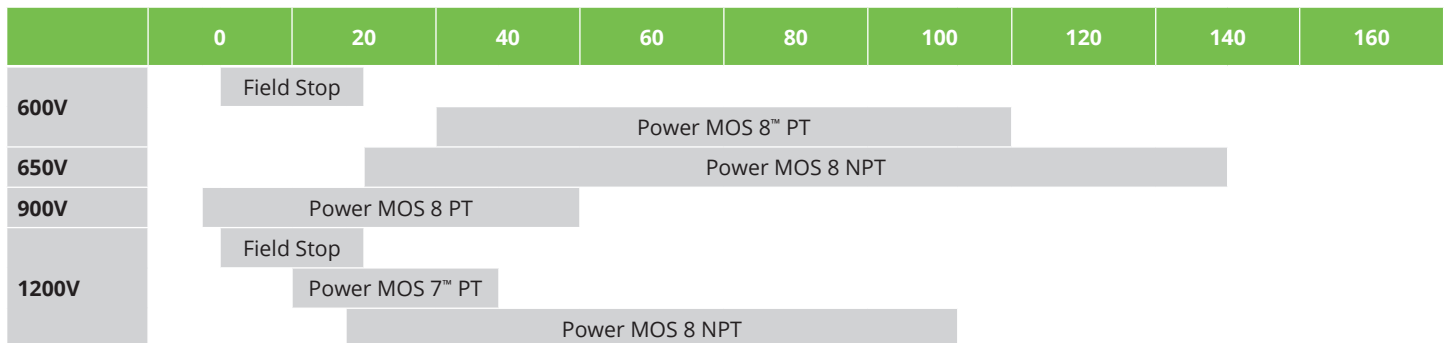 0 20 40 60 80 100 120 140 160
600V
Field Stop
Power MOS 8™ PT
650V Power MOS 8 NPT
900V Power MOS 8 PT
1200V
Field Stop
Power MOS 7™ PT
Power MOS 8 NPT